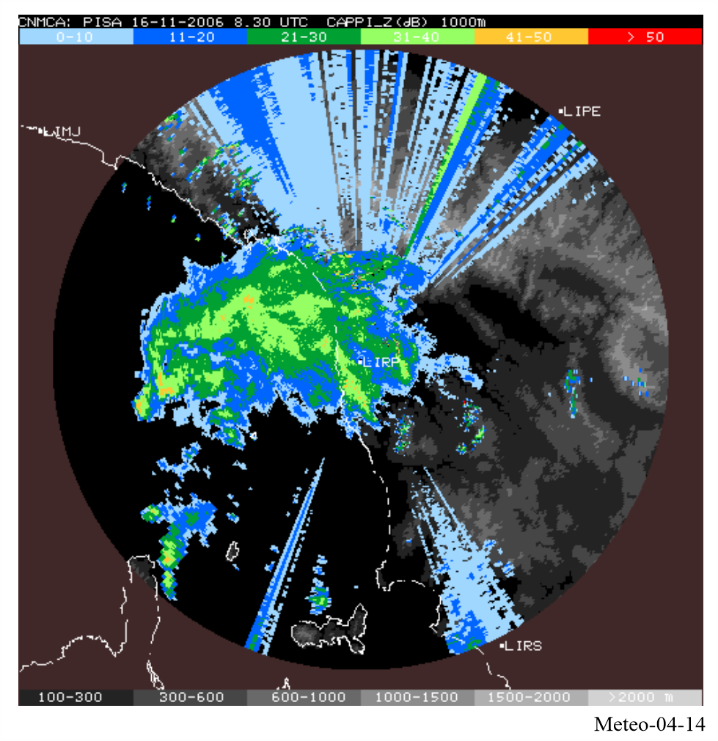 CNMCA: PISA 16-11-2006 8.30 UTC CAPPI_Z(dB) 1000m
0-10 11-20 21-30 31-40 41-50 > 50
LIPE
LIMJ
LIRP
LIRS
100-300 300-600 600-1000 1000-1500 1500-2000 >2000 m
Meteo-04-14